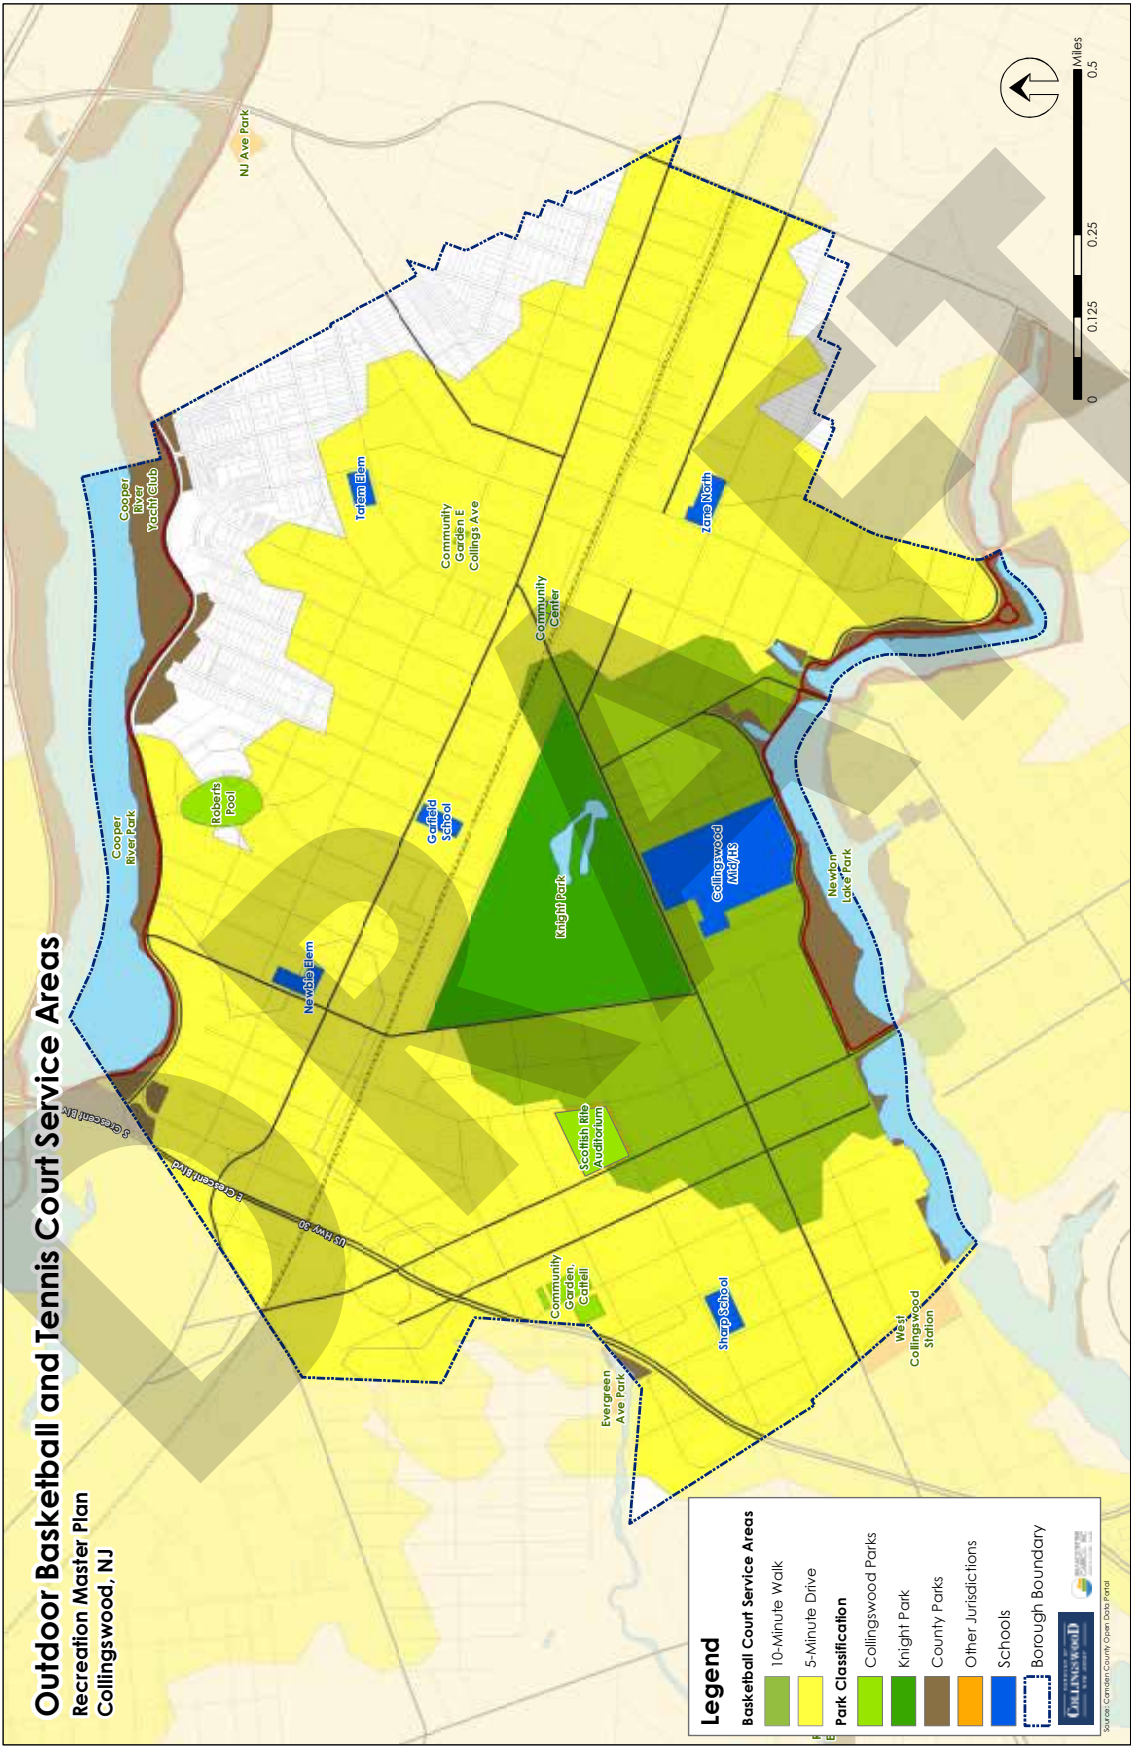 Outdoor Basketball and Tennis Court Service Areas
Recreation Master Plan
Collingswood, NJ
NJ Ave Park
Cooper
River
Yacht Club
Cooper
River Park
Roberts
Pool
Tatem Elem
Community
Garden E
Collings Ave
Community
Center
Zane North
Garfield
School
Newbie Elem
Knight Park
Collingswood
Mid/HS
Newton
Lake Park
Scottish Rite
Auditorium
S Crescent Blv
E Crescent Blvd
US Hwy 30
Community
Garden,
Cattell
Sharp School
Evergreen
Ave Park
West
Collingswood
Station
DRAFT
0
0.125
0.25
0.5
Miles
Legend
Basketball Court Service Areas
10-Minute Walk
5-Minute Drive
Park Classification
Collingswood Parks
Knight Park
County Parks
Other Jurisdictions
Schools
Borough Boundary
COLLINGSWOOD
Source: Camden County Open Data Portal